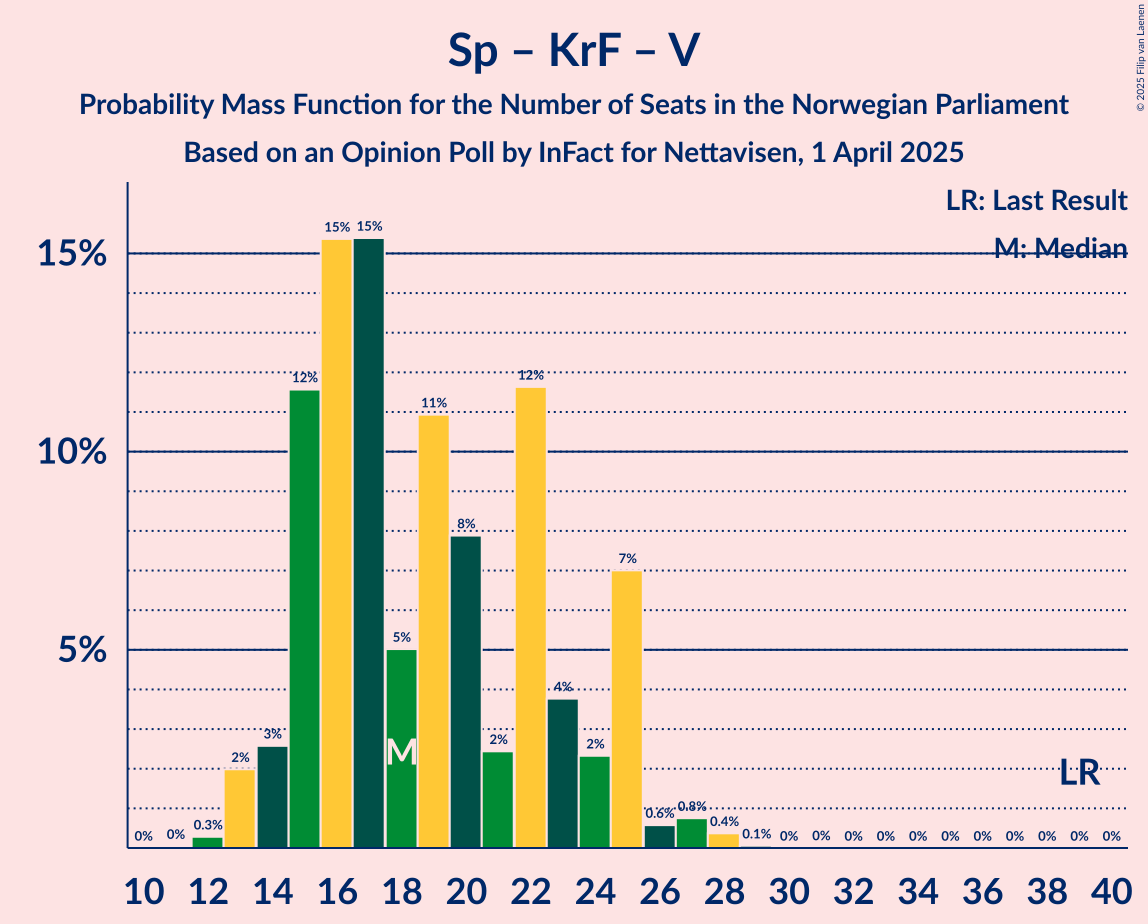 Sp – KrF – V
Probability Mass Function for the Number of Seats in the Norwegian Parliament
Based on an Opinion Poll by InFact for Nettavisen, 1 April 2025
© 2025 Filip van Laenen
LR: Last Result
M: Median
15%
10%
5%
0% 0% 0.3% 2% 3% 12% 15% 15% 5% 11% 8% 2% 12% 4% 2% 7% 0.6% 0.8% 0.4% 0.1% 0% 0% 0% 0% 0% 0% 0% 0% 0% 0% 0%
M
LR
10 12 14 16 18 20 22 24 26 28 30 32 34 36 38 40